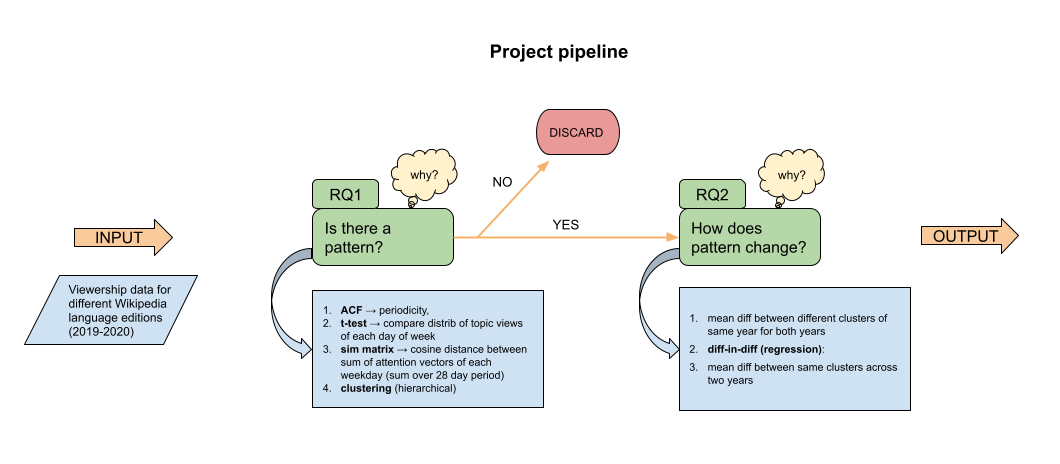 Project pipeline
DISCARD
why?
why?
NO
RQ1
RQ2
YES
Is there a
pattern?
How does
pattern change?
INPUT
OUTPUT
Viewership data for
different Wikipedia
language editions
(2019-2020)
1. ACF → periodicity,
2. t-test → compare distrib of topic views
of each day of week
3. sim matrix → cosine distance between
sum of attention vectors of each
weekday (sum over 28 day period)
4. clustering (hierarchical)
1. mean diff between different clusters of
same year for both years
2. diff-in-diff (regression):
3. mean diff between same clusters across
two years